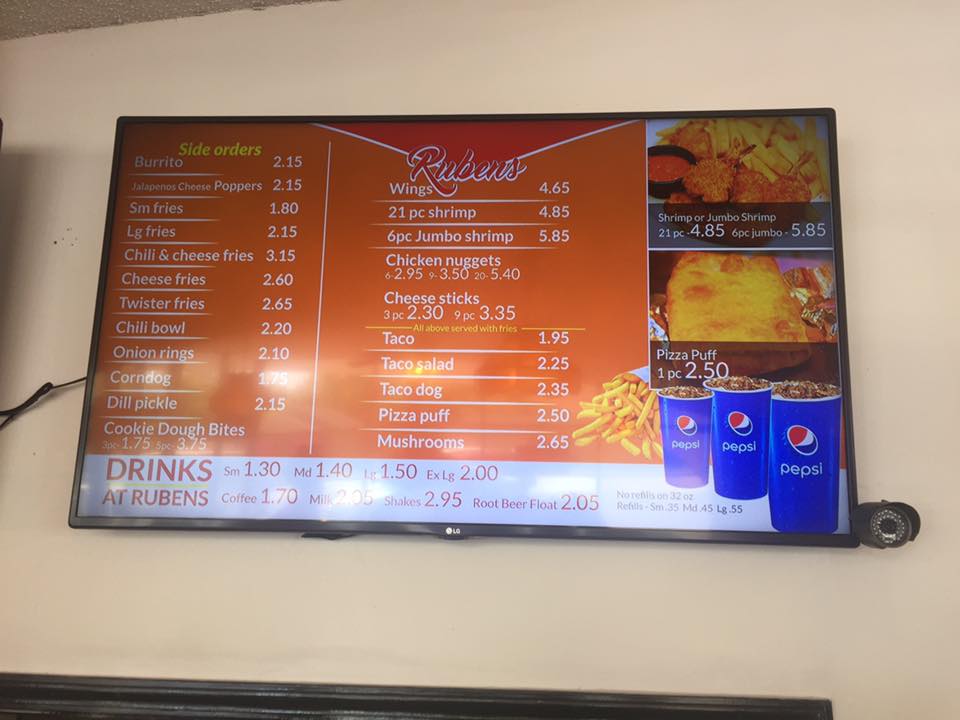 Side orders
Burrito 2.15
Jalapenos Cheese Poppers 2.15
Sm fries 1.80
Lg fries 2.15
Chili & cheese fries 3.15
Cheese fries 2.60
Twister fries 2.65
Chili bowl 2.20
Onion rings 2.10
Corndog 1.75
Dill pickle 2.15
Cookie Dough Bites
3pc- 1.75 5pc- 3.75
Rubens
Wings 4.65
21 pc shrimp 4.85
6pc Jumbo shrimp 5.85
Chicken nuggets
6- 2.95 9- 3.50 20- 5.40
Cheese sticks
3 pc 2.30 9 pc 3.35
All above served with fries
Taco 1.95
Taco salad 2.25
Taco dog 2.35
Pizza puff 2.50
Mushrooms 2.65
Shrimp or Jumbo Shrimp
21 pc - 4.85 6pc jumbo - 5.85
Pizza Puff
1 pc 2.50
pepsi
pepsi
pepsi
DRINKS Sm 1.30 Md 1.40 Lg 1.50 Ex Lg 2.00
AT RUBENS Coffee 1.70 Milk 2.05 Shakes 2.95 Root Beer Float 2.05
No refills on 32 oz
Refills - Sm .35 Md .45 Lg .55
LG